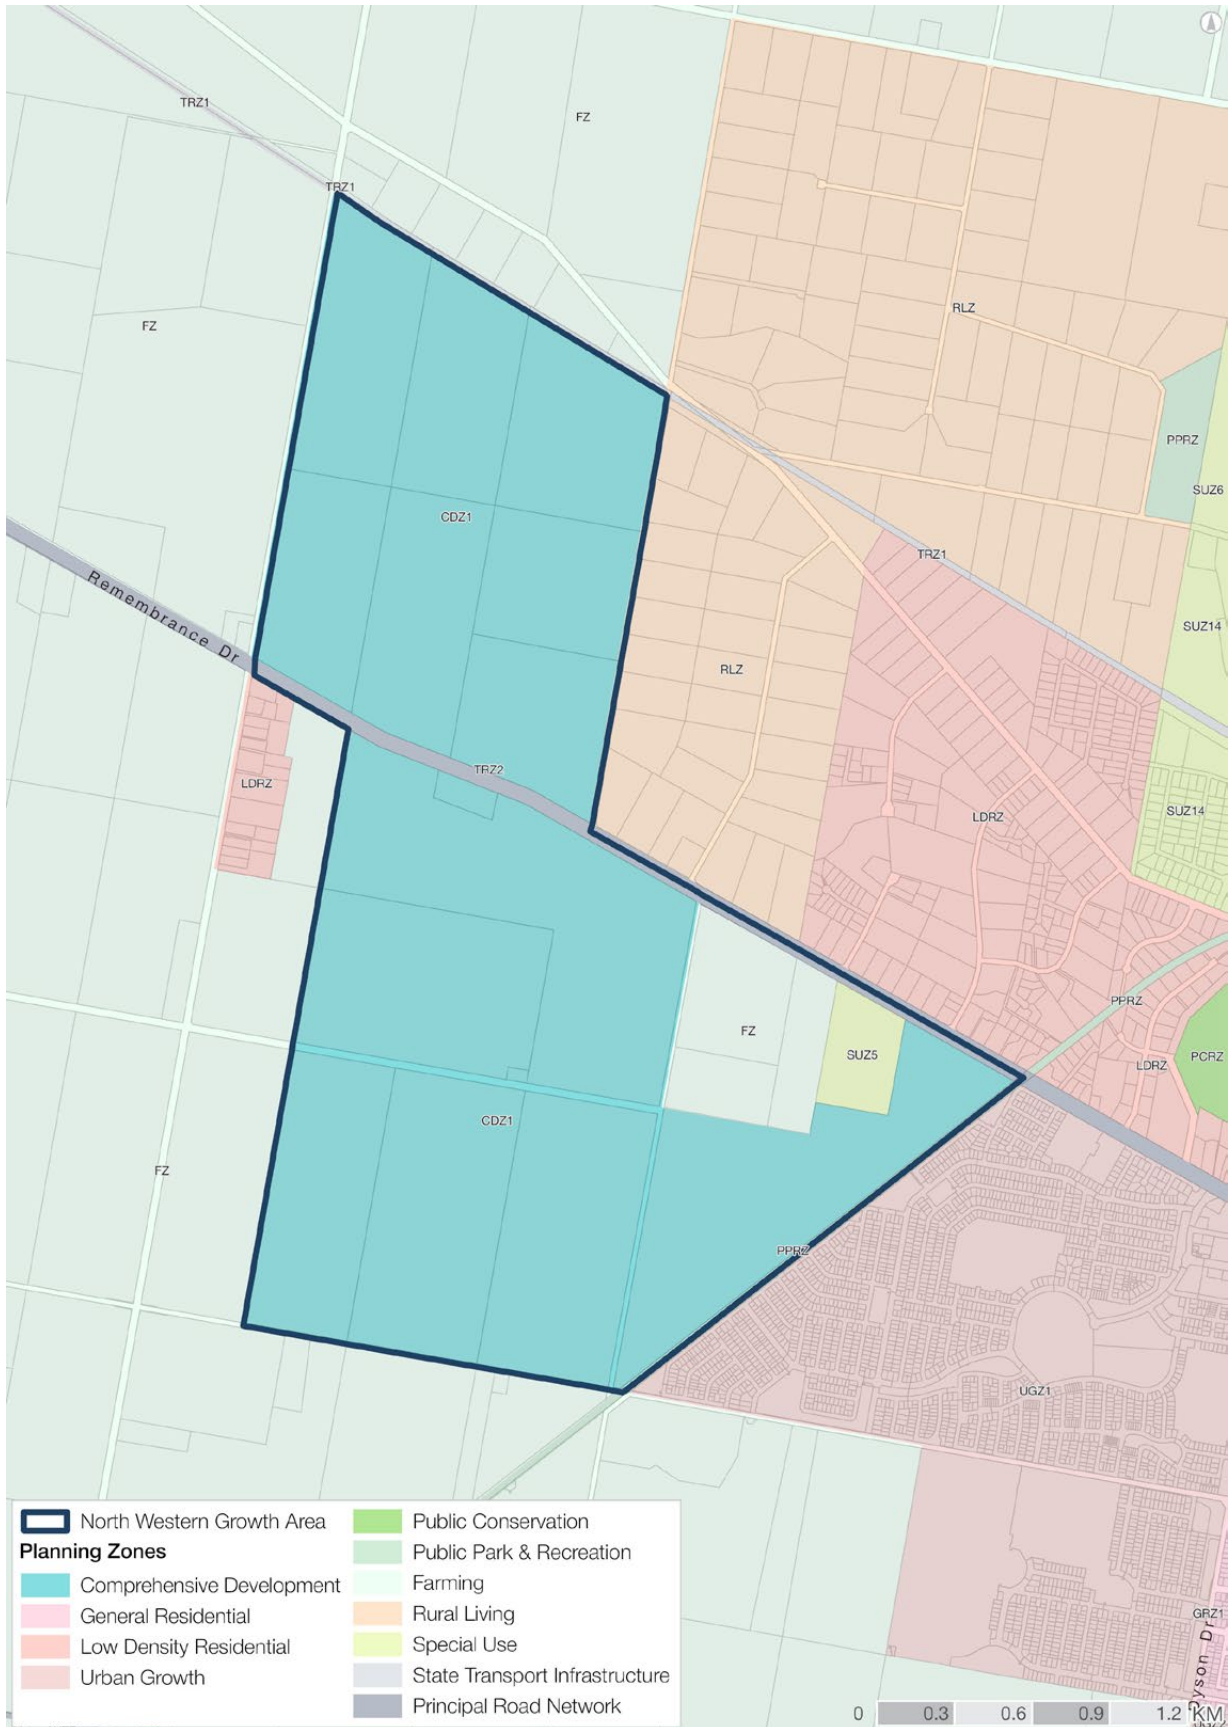 TRZ1
FZ
TRZ1
RLZ
FZ
PPRZ
SUZ6
CDZ1
TRZ1
Remembrance Dr
SUZ14
RLZ
TRZ2
LDRZ
SUZ14
LDRZ
PPRZ
FZ
SUZ5
PCRZ
LDRZ
CDZ1
FZ
PPRZ
UGZ1
GRZ1
Dyson Dr
North Western Growth Area
Planning Zones
Comprehensive Development
General Residential
Low Density Residential
Urban Growth
Public Conservation
Public Park & Recreation
Farming
Rural Living
Special Use
State Transport Infrastructure
Principal Road Network
0 0.3 0.6 0.9 1.2 KM